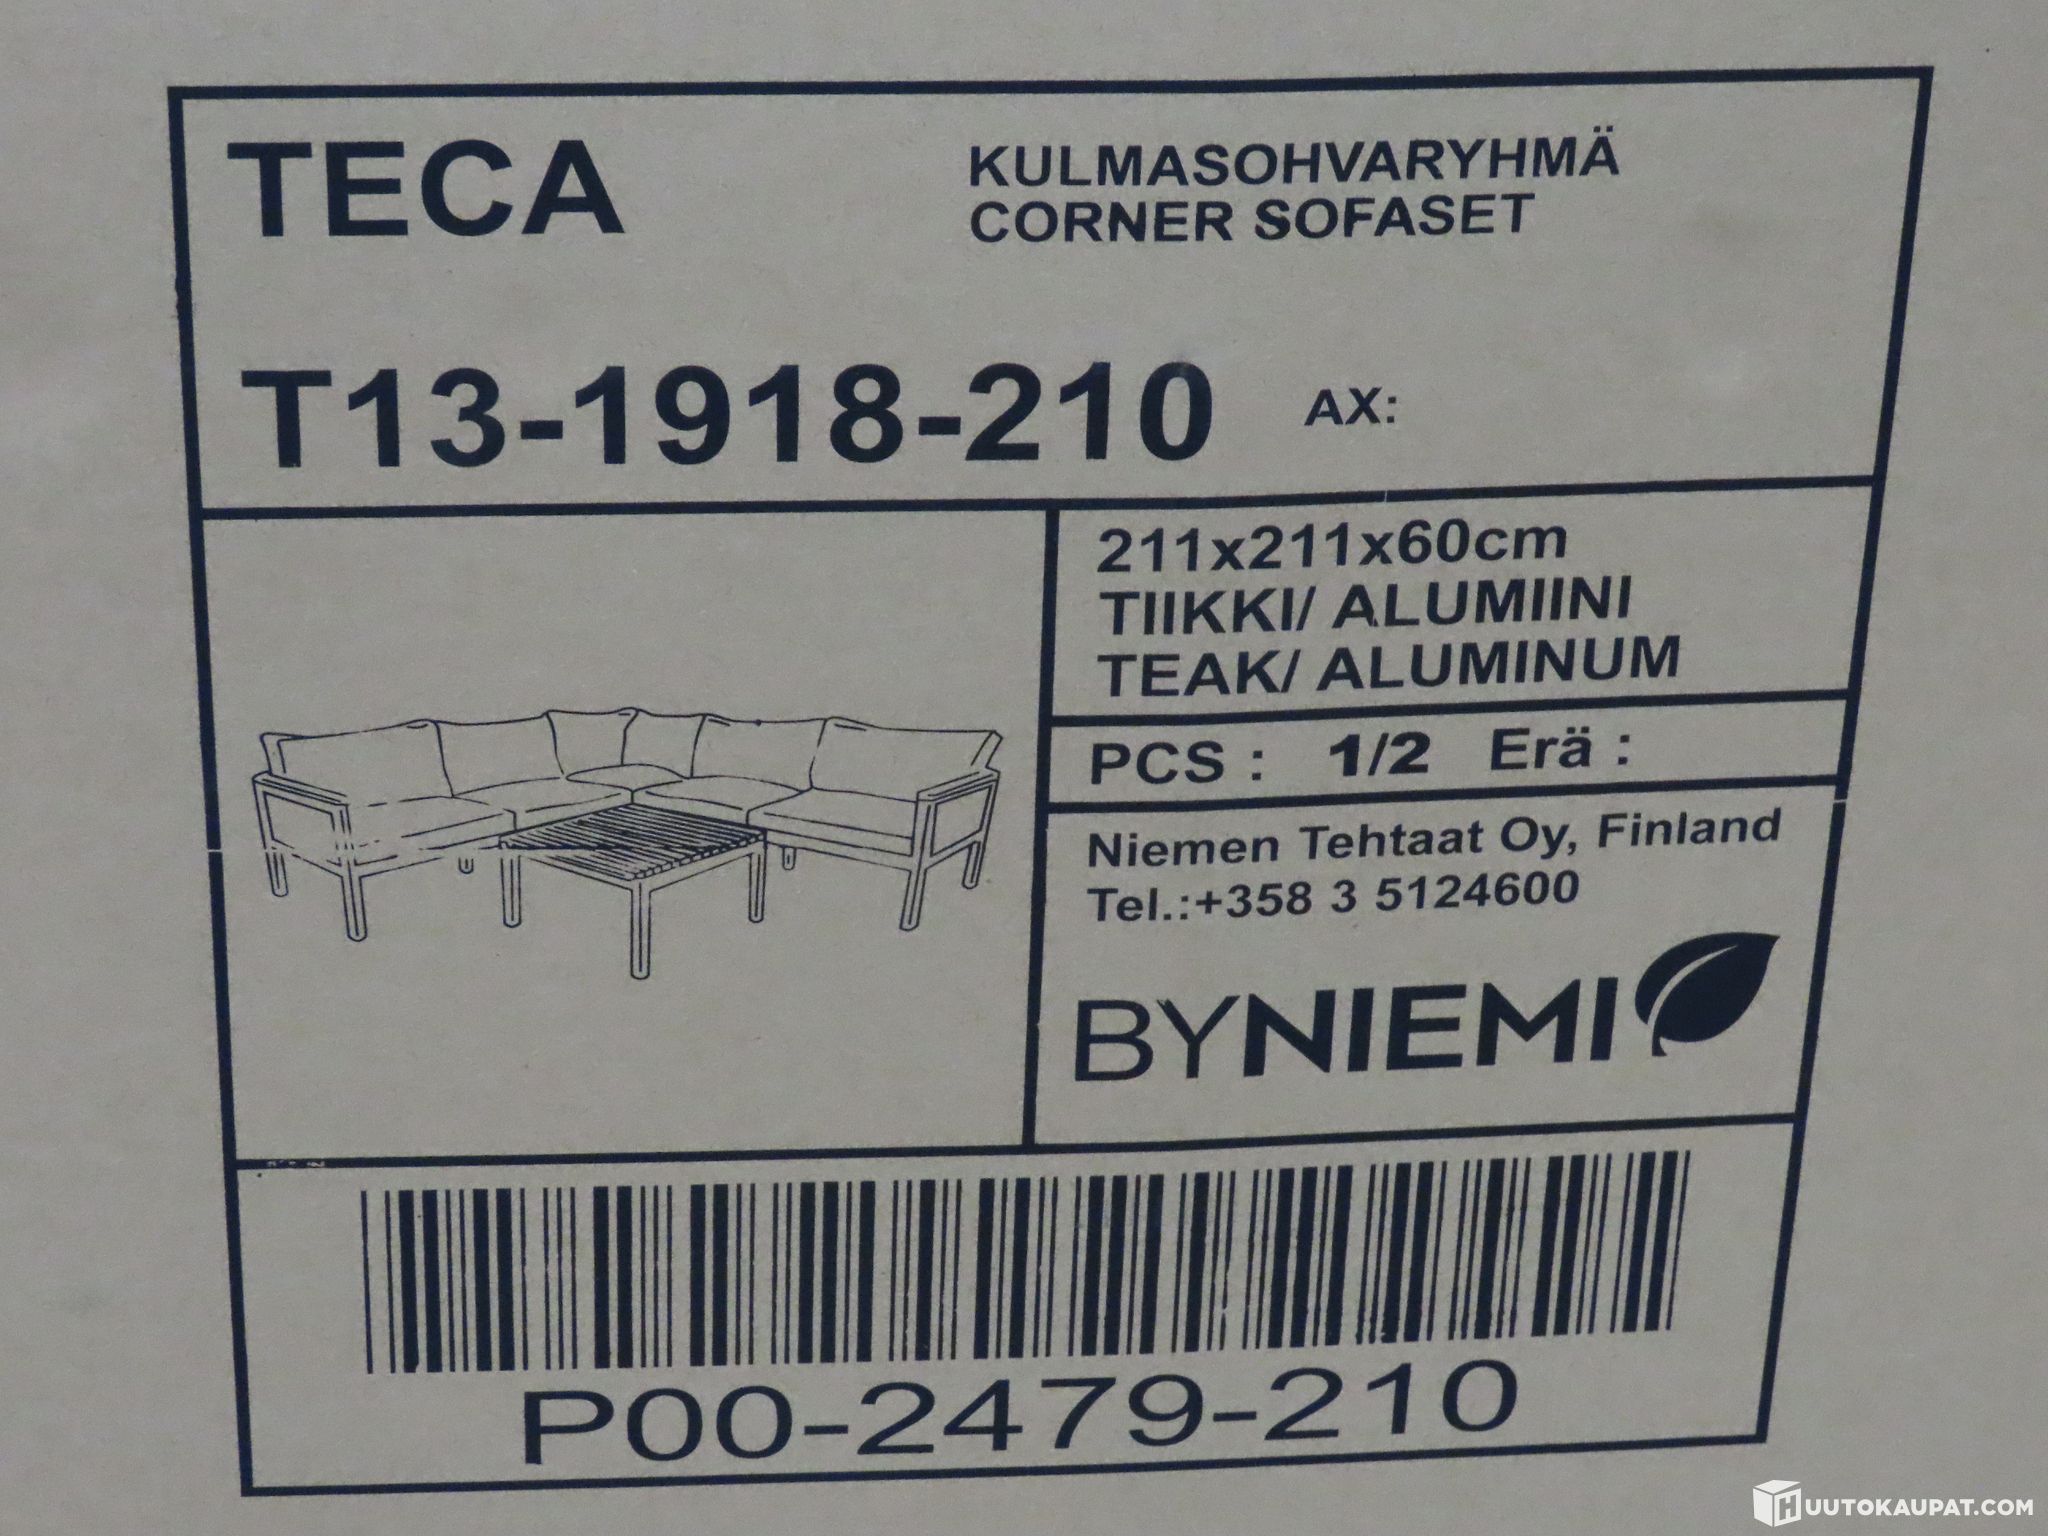 TECA
KULMASOHVARYHMÄ
CORNER SOFASET
T13-1918-210 AX:
211x211x60cm
TIIKKI/ ALUMIINI
TEAK/ ALUMINUM
PCS : 1/2 Erä :
Niemen Tehtaat Oy, Finland
Tel.:+358 3 5124600
BYNIEMI
P00-2479-210
HUUTOKAUPAT.COM